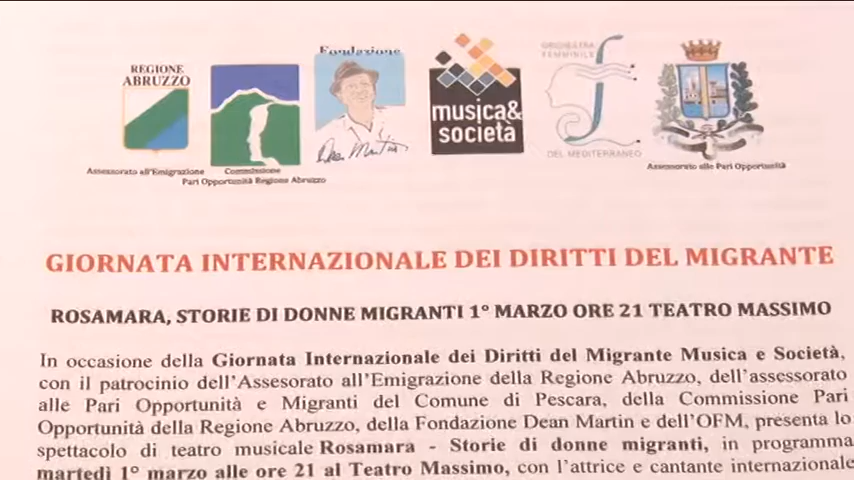 REGIONE
ABRUZZO
Fondazione
Dean Martin
musica&
società
ORCHESTRA
FEMMINILE
DEL MEDITERRANEO
Assessorato all'Emigrazione
Commissione
Pari Opportunità Regione Abruzzo
Assessorato alle Pari Opportunità
GIORNATA INTERNAZIONALE DEI DIRITTI DEL MIGRANTE
ROSAMARA, STORIE DI DONNE MIGRANTI 1° MARZO ORE 21 TEATRO MASSIMO
In occasione della Giornata Internazionale dei Diritti del Migrante Musica e Società,
con il patrocinio dell'Assesorato all'Emigrazione della Regione Abruzzo, dell'assessorato
alle Pari Opportunità e Migranti del Comune di Pescara, della Commissione Pari
Opportunità della Regione Abruzzo, della Fondazione Dean Martin e dell'OFM, presenta lo
spettacolo di teatro musicale Rosamara - Storie di donne migranti, in programma
martedì 1° marzo alle ore 21 al Teatro Massimo, con l'attrice e cantante internazionale